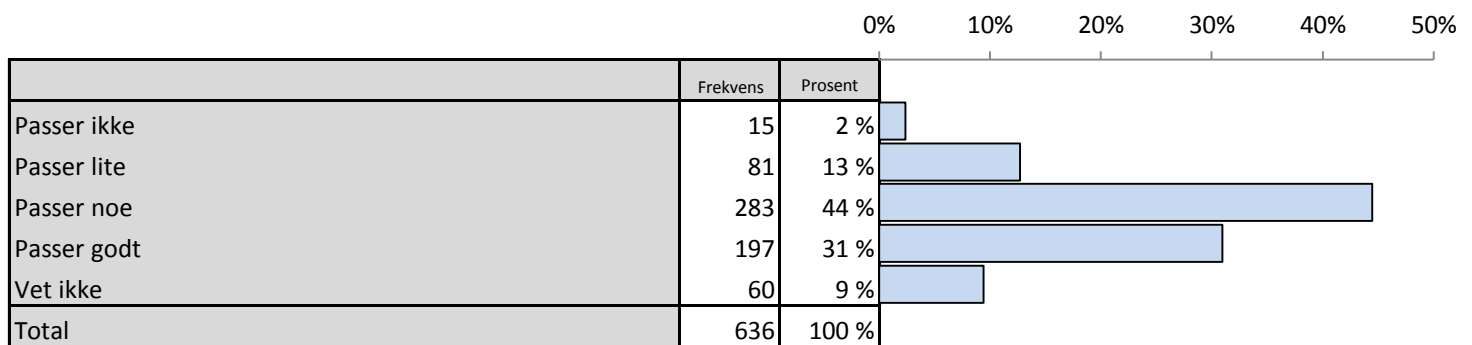 0% 10% 20% 30% 40% 50%
Frekvens Prosent
Passer ikke 15 2 %
Passer lite 81 13 %
Passer noe 283 44 %
Passer godt 197 31 %
Vet ikke 60 9 %
Total 636 100 %